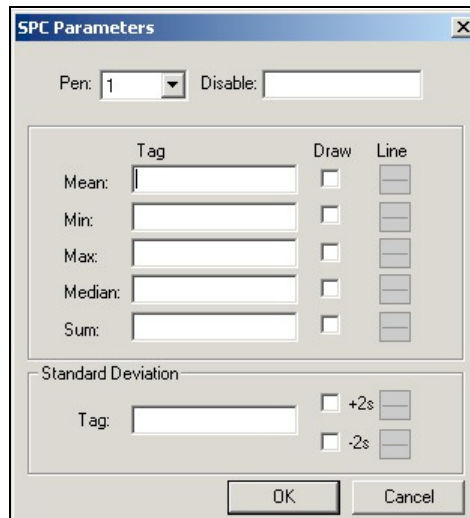 SPC Parameters
Pen: 1 Disable:
Tag Draw Line
Mean:
Min:
Max:
Median:
Sum:
Standard Deviation
Tag: +2s
-2s
OK Cancel